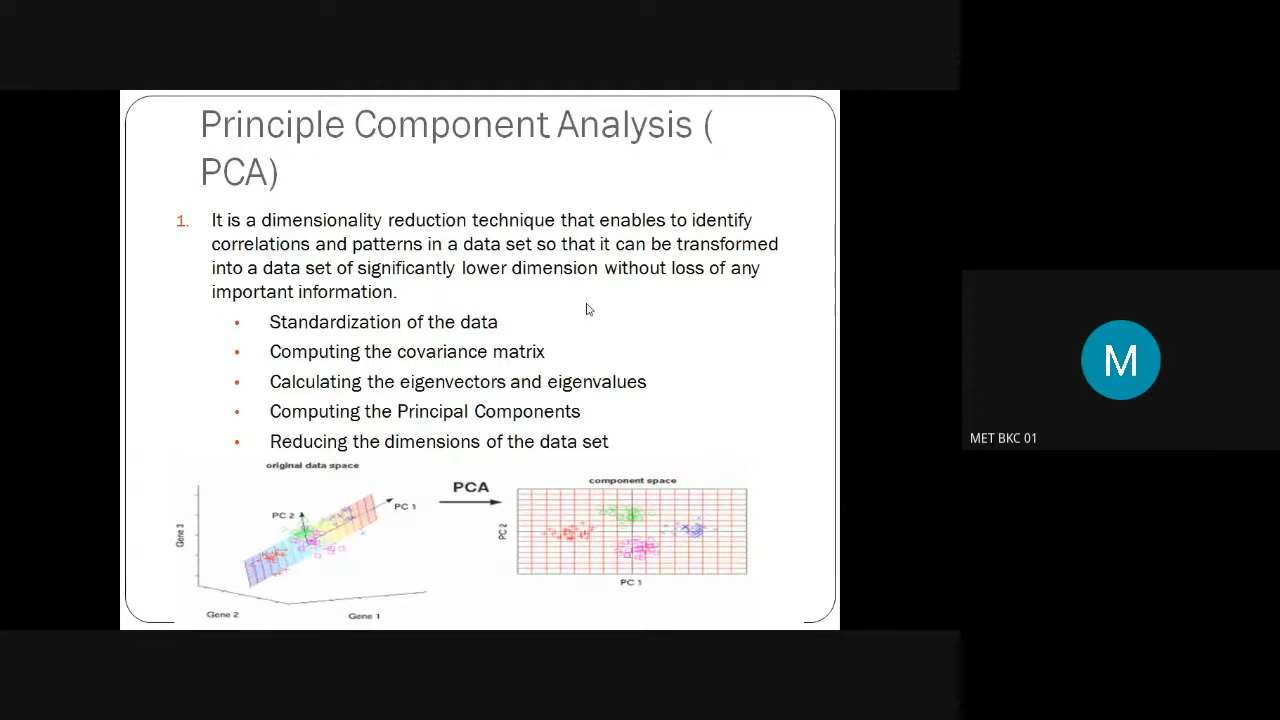 Principle Component Analysis (
PCA)
1. It is a dimensionality reduction technique that enables to identify
correlations and patterns in a data set so that it can be transformed
into a data set of significantly lower dimension without loss of any
important information.
• Standardization of the data
• Computing the covariance matrix
• Calculating the eigenvectors and eigenvalues
• Computing the Principal Components
• Reducing the dimensions of the data set
original data space
PC 2
PC 1
Gene 3
Gene 2
Gene 1
PCA
component space
PC 2
PC 1
M
MET BKC 01